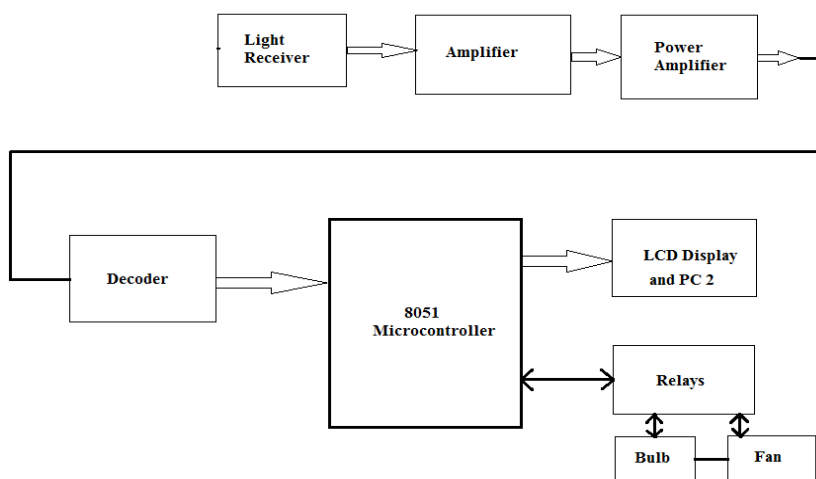 Light
Receiver
Amplifier
Power
Amplifier
Decoder
8051
Microcontroller
LCD Display
and PC 2
Relays
Bulb
Fan